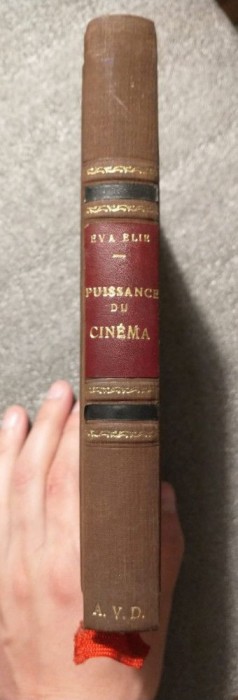 EVA ELIE
PUISSANCE
DU
CINÉMA
A. V. D.